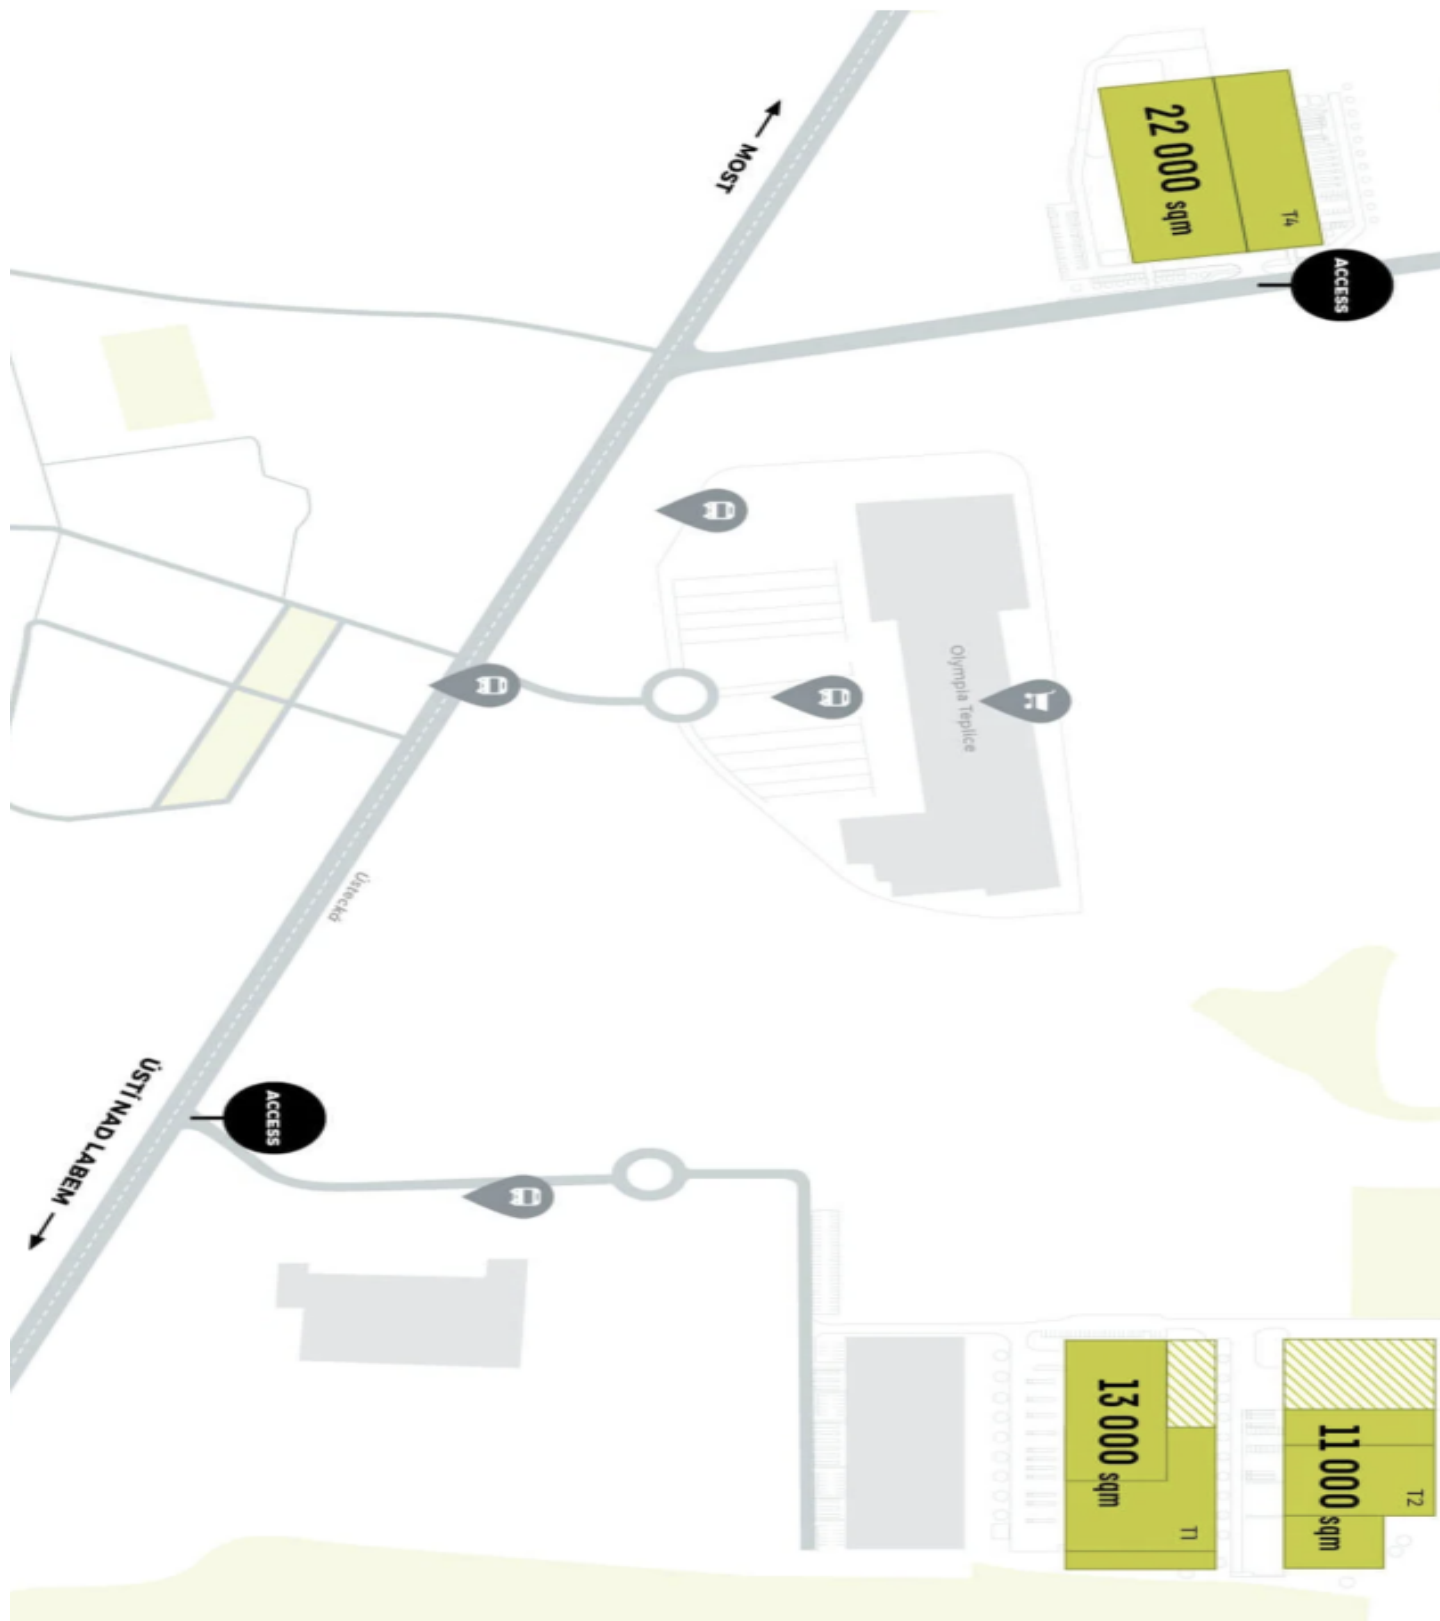 MOST
22 000 sqm
T4
ACCESS
Olympia Teplice
Ústecká
ÚSTÍ NAD LABEM
ACCESS
13 000 sqm
T1
11 000 sqm
T2